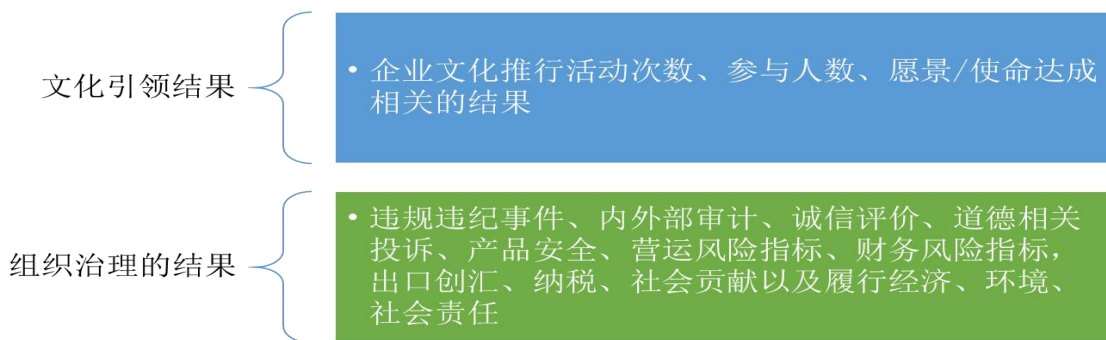 文化引领结果
• 企业文化推行活动次数、参与人数、愿景/使命达成
相关的结果
组织治理的结果
• 违规违纪事件、内外部审计、诚信评价、道德相关
投诉、产品安全、营运风险指标、财务风险指标，
出口创汇、纳税、社会贡献以及履行经济、环境、
社会责任